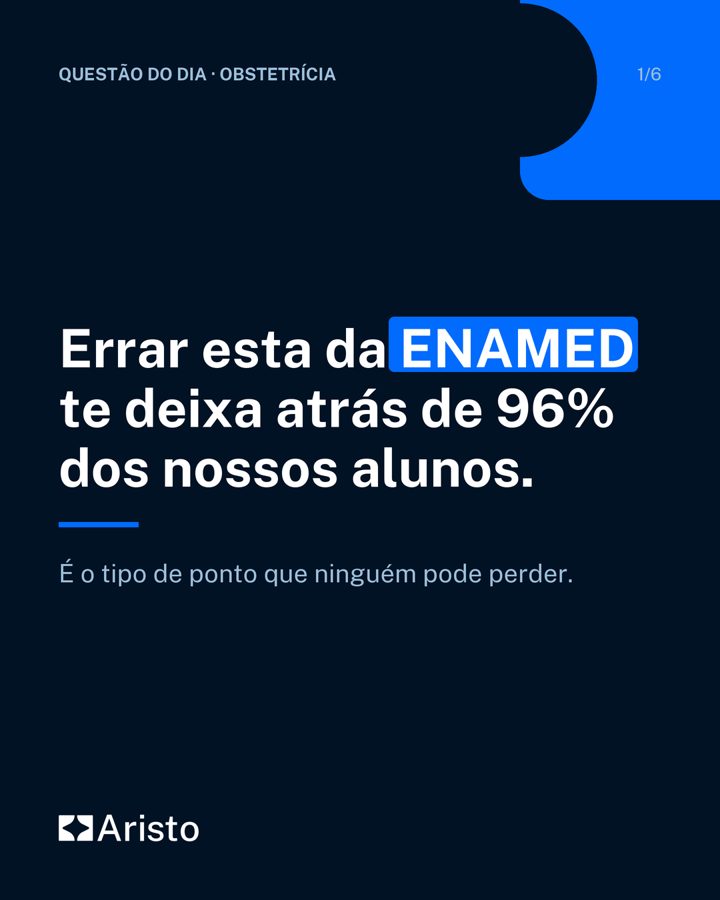 QUESTÃO DO DIA · OBSTETRÍCIA
1/6
Errar esta da ENAMED
te deixa atrás de 96%
dos nossos alunos.
É o tipo de ponto que ninguém pode perder.
Aristo